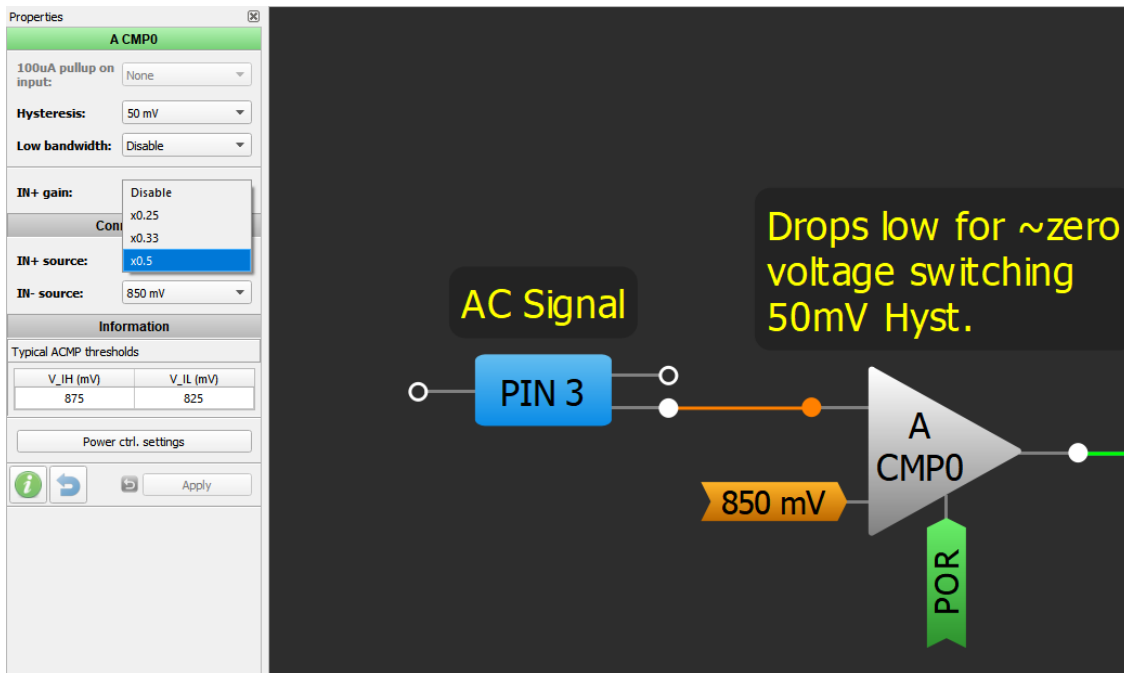 Properties
A CMP0
100uA pullup on
input:
None
Hysteresis:
50 mV
Low bandwidth:
Disable
IN+ gain:
Disable
x0.25
x0.33
x0.5
IN+ source:
IN- source:
850 mV
Information
Typical ACMP thresholds
V_IH (mV) V_IL (mV)
875 825
Power ctrl. settings
Apply
AC Signal
PIN 3
Drops low for ~zero
voltage switching
50mV Hyst.
A
CMP0
850 mV
POR